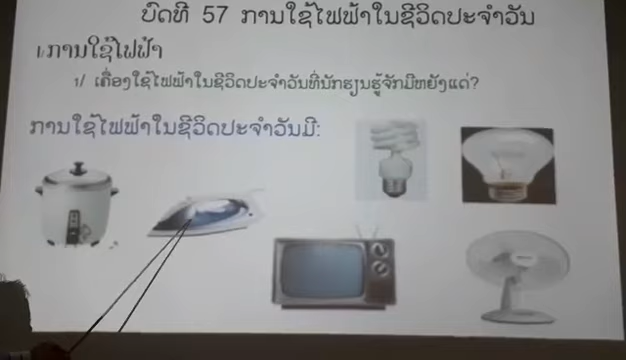 ບົດທີ 57 ການໃຊ້ໄຟຟ້າໃນຊີວິດປະຈຳວັນ
1/ການໃຊ້ໄຟຟ້າ
1/ ເຄື່ອງໃຊ້ໄຟຟ້າໃນຊີວິດປະຈຳວັນທີ່ນັກຮຽນຮູ້ຈັກມີຫຍັງແດ່?
ການໃຊ້ໄຟຟ້າໃນຊີວິດປະຈຳວັນມີ: